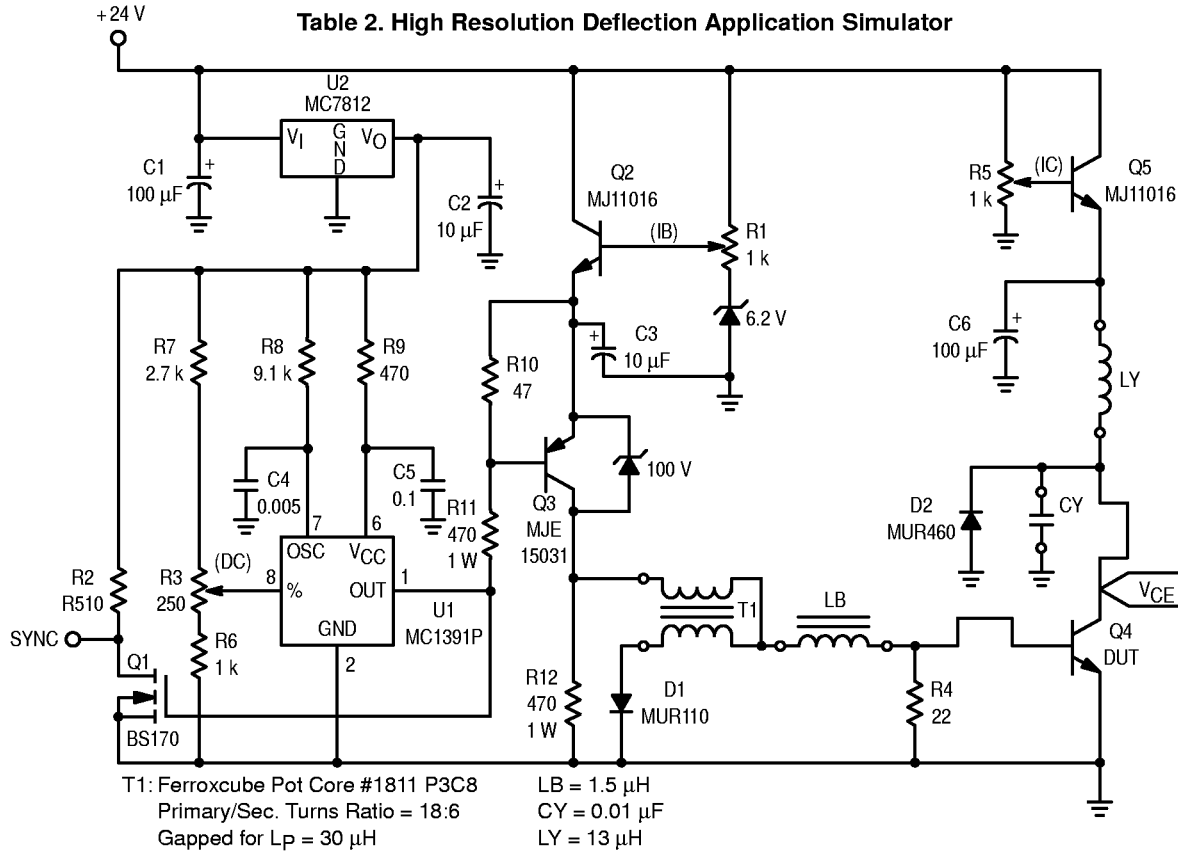 Table 2. High Resolution Deflection Application Simulator
+24 V
U2
MC7812
VI
GND
VO
C1
100 μF
+
C2
10 μF
+
Q2
MJ11016
(IB)
R1
1 k
R5
1 k
(IC)
Q5
MJ11016
6.2 V
C3
10 μF
+
C6
100 μF
+
LY
R7
2.7 k
R8
9.1 k
R9
470
R10
47
C4
0.005
C5
0.1
7
6
OSC
VCC
R11
470
1 W
Q3
MJE
15031
100 V
D2
MUR460
CY
VCE
R2
R510
R3
250
(DC)
8
%
OUT
1
U1
MC1391P
GND
2
SYNC
Q1
BS170
R6
1 k
T1
LB
R12
470
1 W
D1
MUR110
R4
22
Q4
DUT
T1: Ferroxcube Pot Core #1811 P3C8
Primary/Sec. Turns Ratio = 18:6
Gapped for LP = 30 μH
LB = 1.5 μH
CY = 0.01 μF
LY = 13 μH